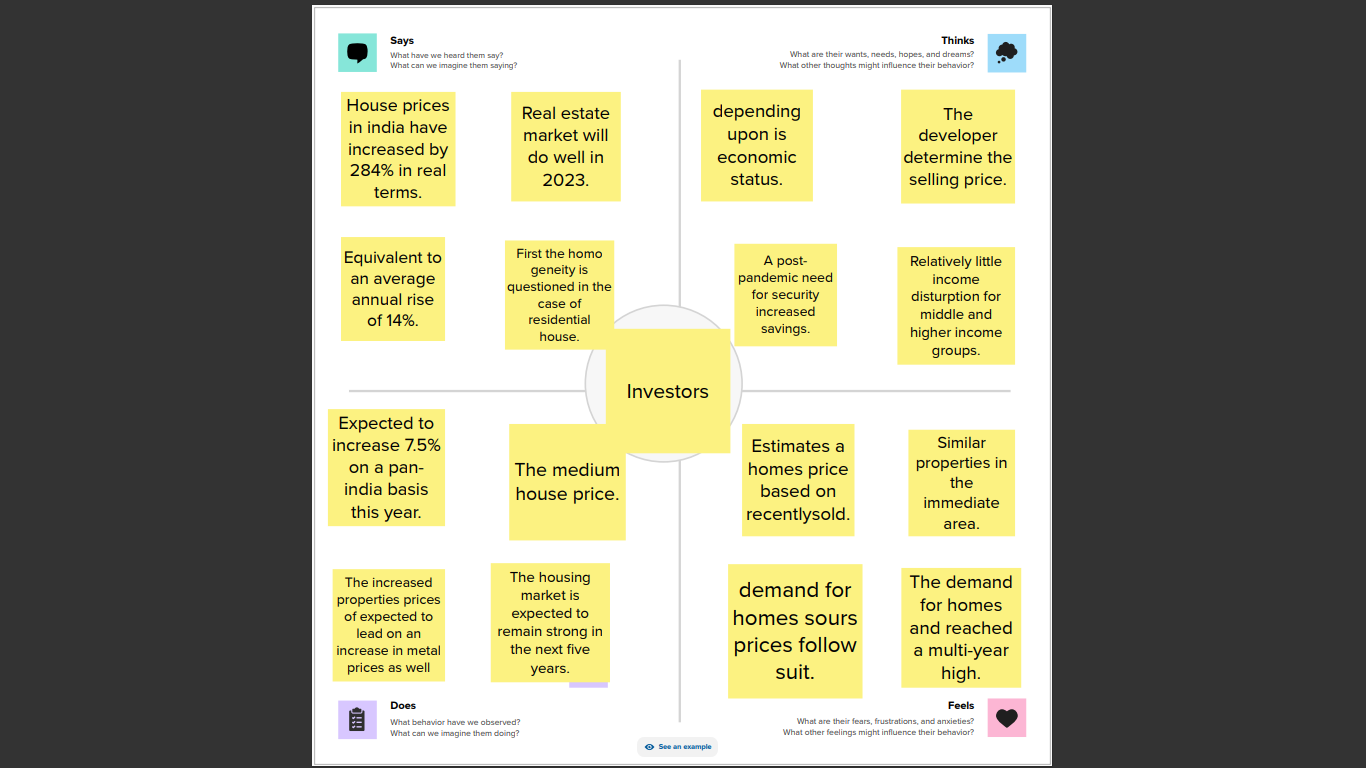 Says
What have we heard them say?
What can we imagine them saying?
Thinks
What are their wants, needs, hopes, and dreams?
What other thoughts might influence their behavior?
House prices
in india have
increased by
284% in real
terms.
Real estate
market will
do well in
2023.
depending
upon is
economic
status.
The
developer
determine the
selling price.
Equivalent to
an average
annual rise
of 14%.
First the homo
geneity is
questioned in the
case of
residential
house.
A post-
pandemic need
for security
increased
savings.
Relatively little
income
disturption for
middle and
higher income
groups.
Investors
Expected to
increase 7.5%
on a pan-
india basis
this year.
The medium
house price.
Estimates a
homes price
based on
recentlysold.
Similar
properties in
the
immediate
area.
The increased
properties prices
of expected to
lead on an
increase in metal
prices as well
The housing
market is
expected to
remain strong in
the next five
years.
demand for
homes sours
prices follow
suit.
The demand
for homes
and reached
a multi-year
high.
Does
What behavior have we observed?
What can we imagine them doing?
Feels
What are their fears, frustrations, and anxieties?
What other feelings might influence their behavior?
See an example